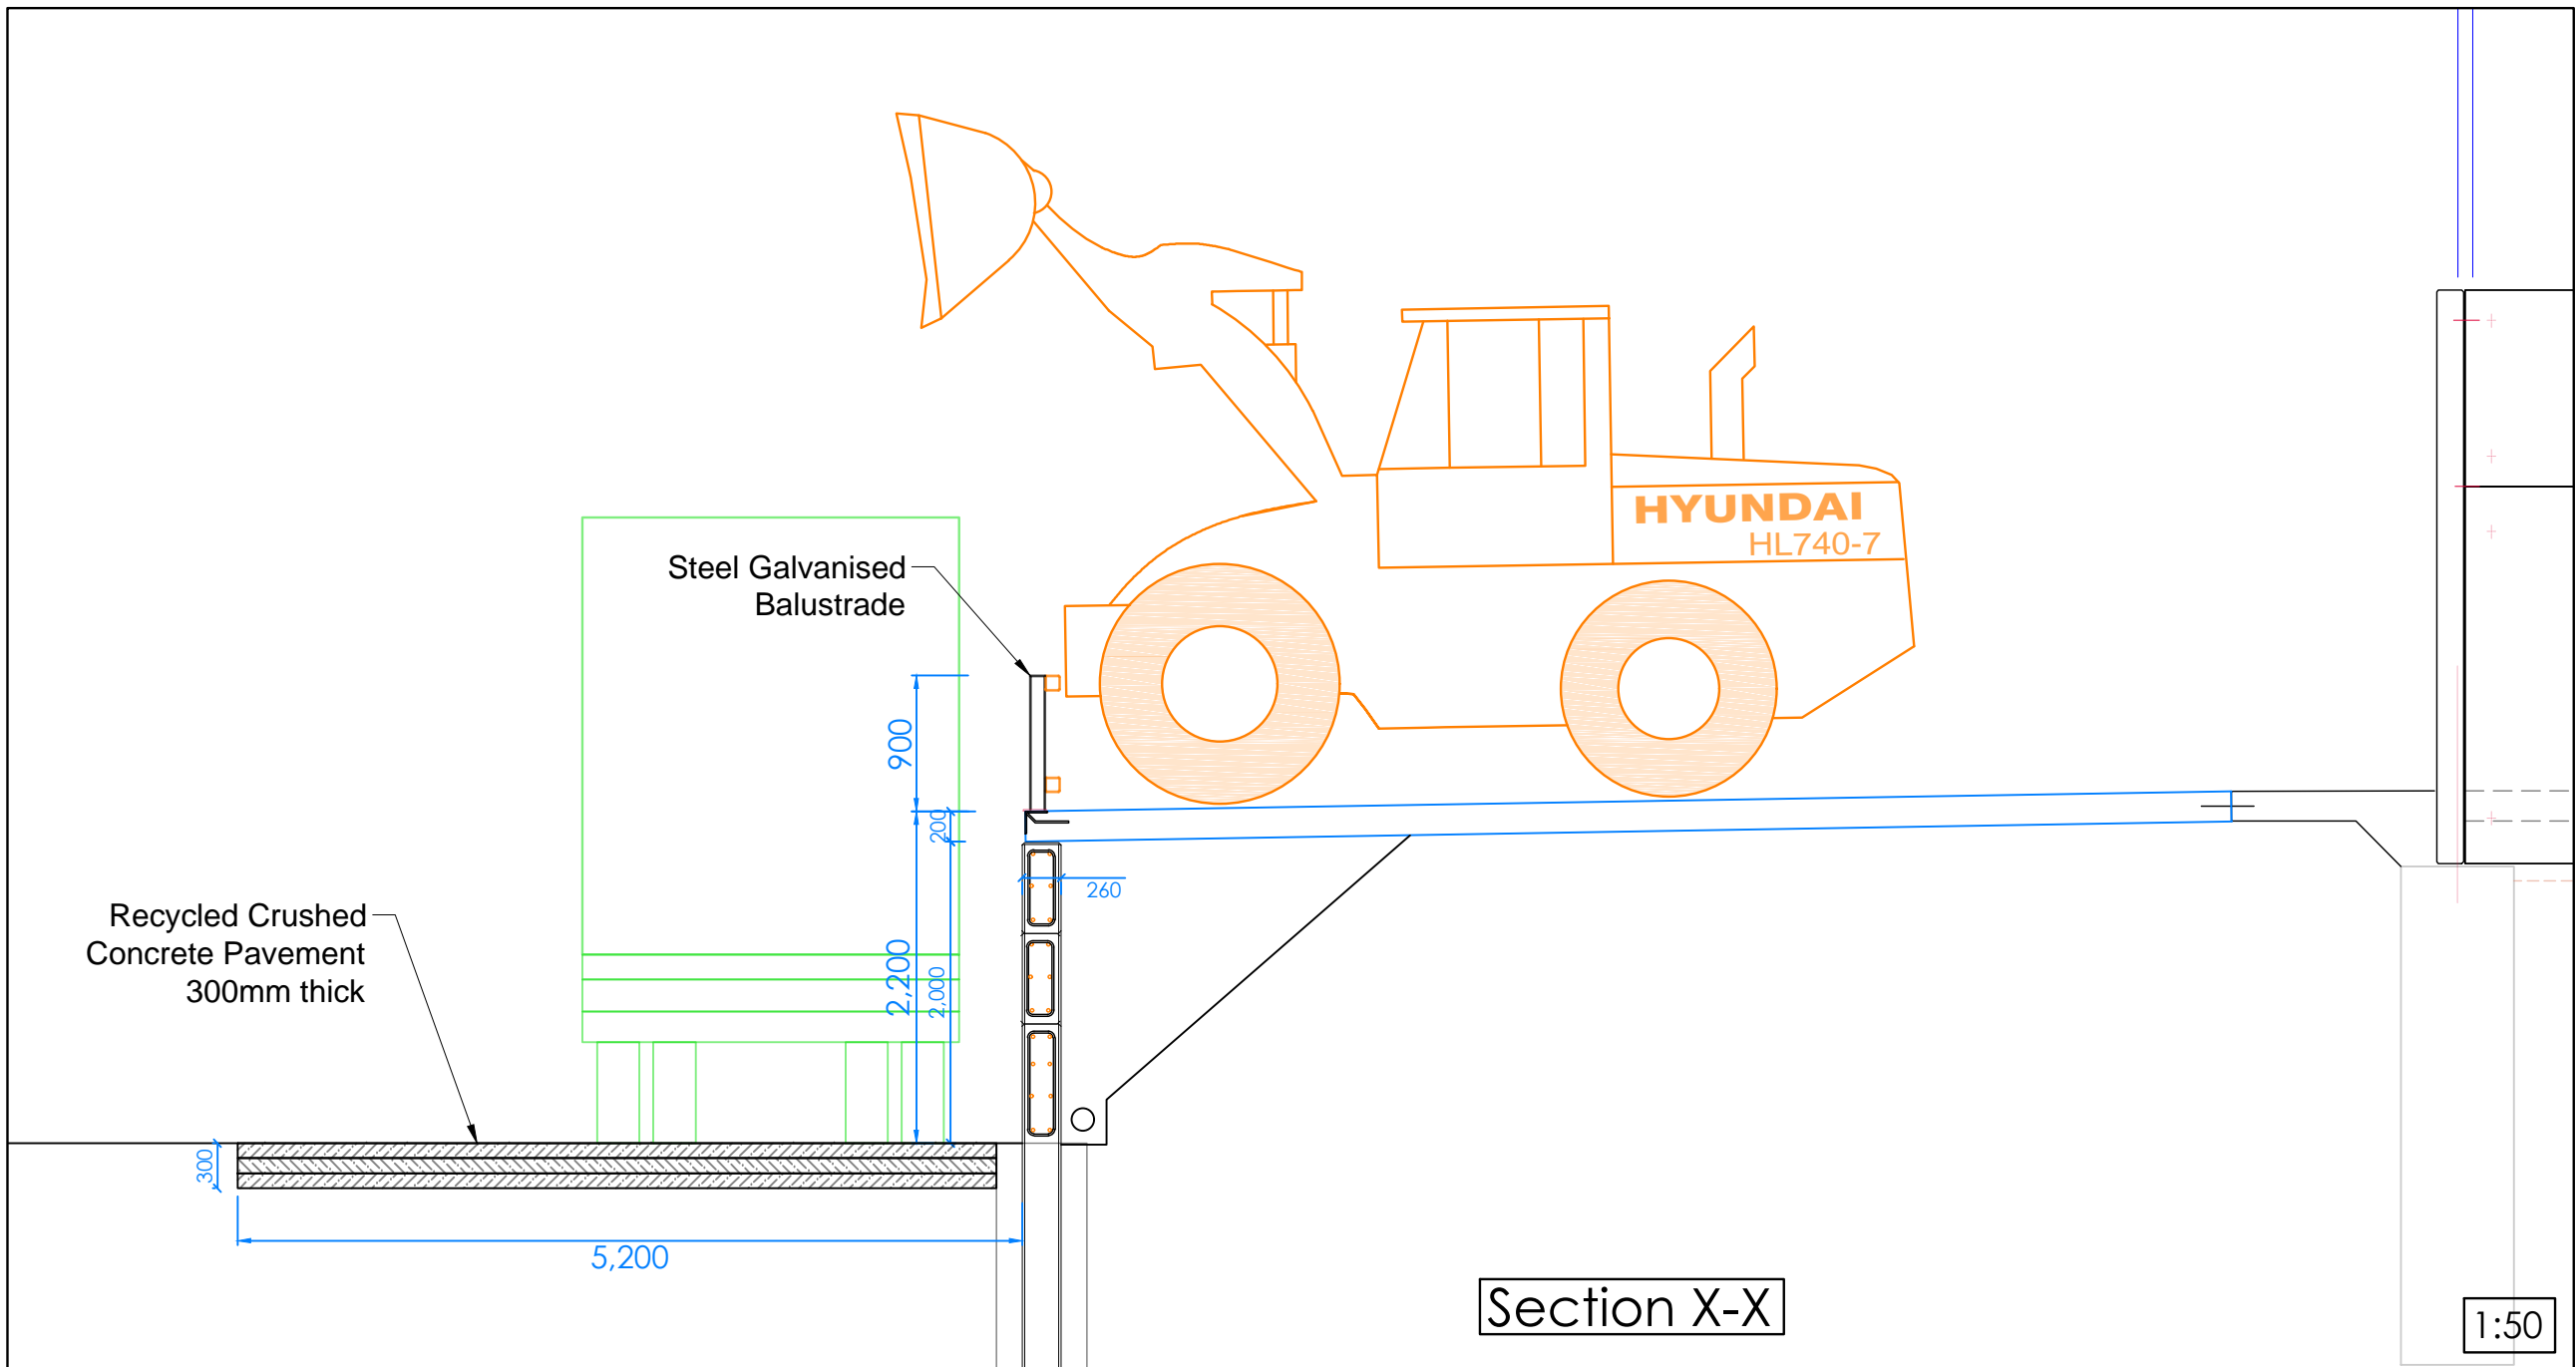 HYUNDAI
HL740-7
Steel Galvanised
Balustrade
900
200
260
Recycled Crushed
Concrete Pavement
300mm thick
2,200
2,000
300
5,200
Section X-X
1:50